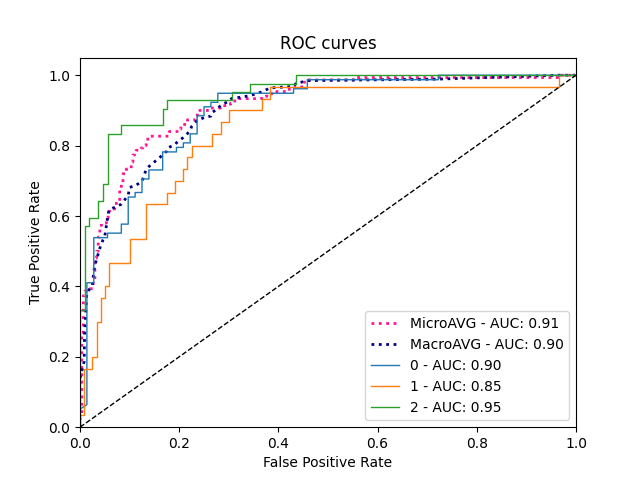 ROC curves
True Positive Rate
1.0
0.8
0.6
0.4
0.2
0.0
0.0 0.2 0.4 0.6 0.8 1.0
False Positive Rate
MicroAVG - AUC: 0.91
MacroAVG - AUC: 0.90
0 - AUC: 0.90
1 - AUC: 0.85
2 - AUC: 0.95